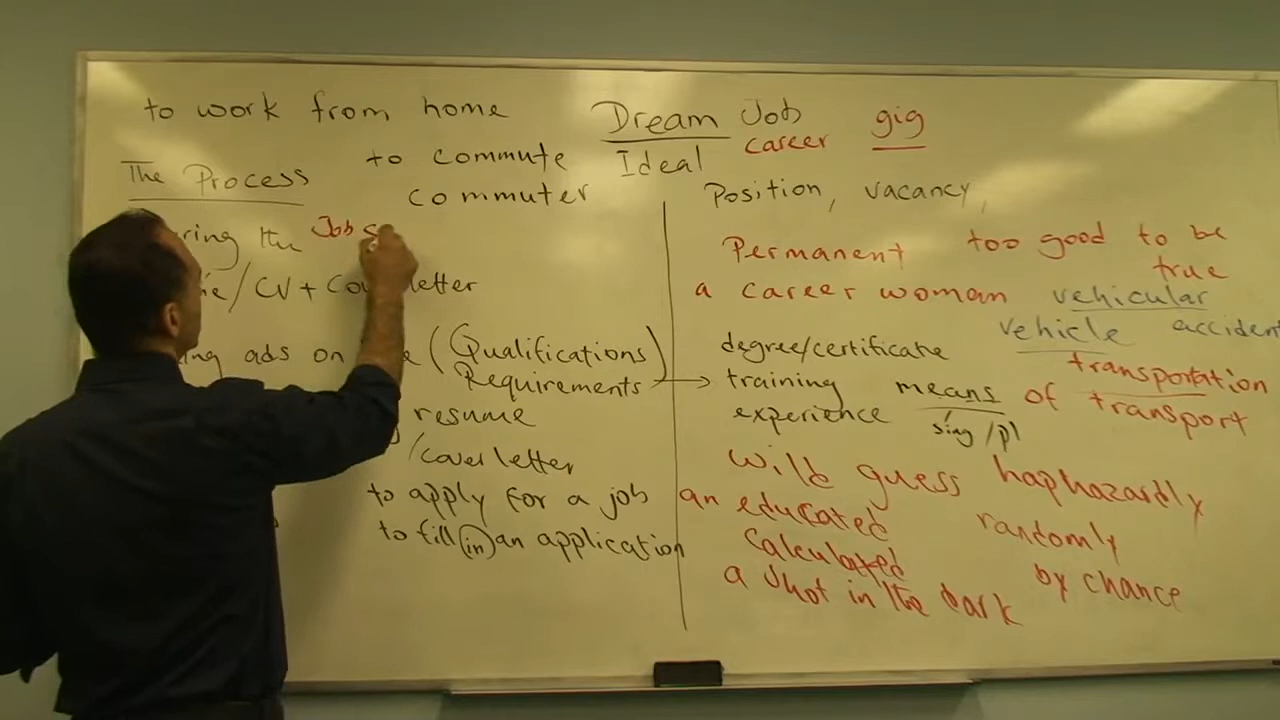 to work from home
Dream Job
Ideal career gig
to commute
The Process
commuter
Position, vacancy,
the Job s
Permanent too good to be
true
/CV + letter
a career woman vehicular
vehicle accident
ads on (Qualifications)
Requirements →
degree/certificate
training
experience
transportation
means of transport
sing/pl
resume
/cover letter
wild guess haphazardly
to apply for a job
an educated randomly
to fill (in) an application
calculated
by chance
a shot in the dark